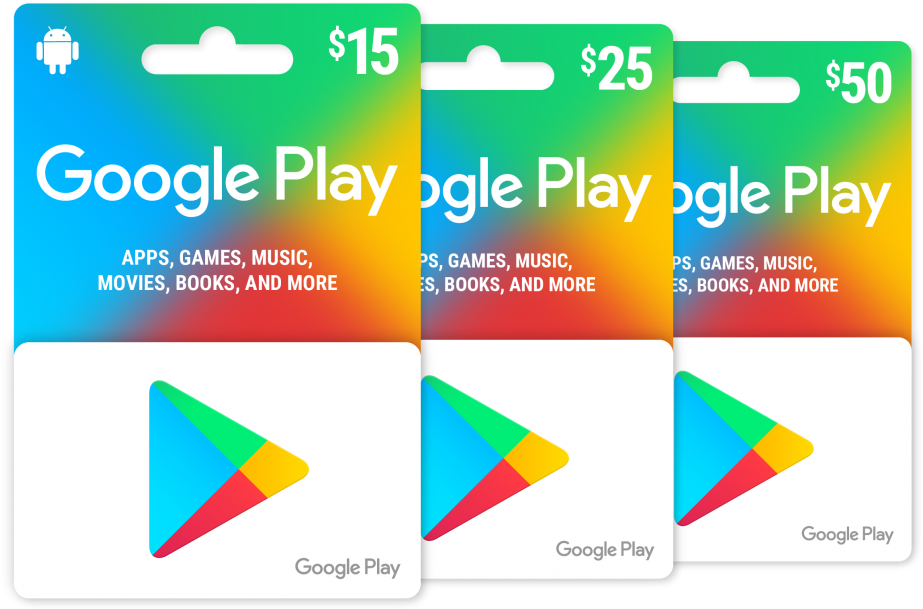 $15
Google Play
APPS, GAMES, MUSIC,
MOVIES, BOOKS, AND MORE
Google Play
$25
ogle Play
PS, GAMES, MUSIC,
ES, BOOKS, AND MORE
Google Play
$50
ogle Play
PS, GAMES, MUSIC,
ES, BOOKS, AND MORE
Google Play